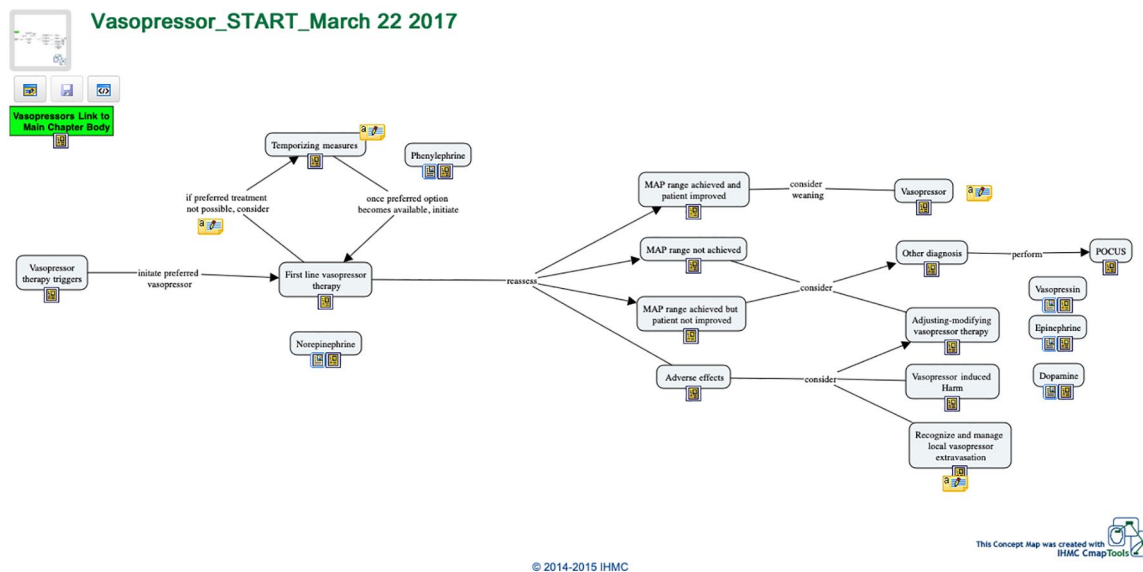 Vasopressor_START_March 22 2017
Vasopressors Link to
Main Chapter Body
Temporizing measures
Phenylephrine
if preferred treatment
not possible, consider
once preferred option
becomes available, initiate
Vasopressor
therapy triggers
initate preferred
vasopressor
First line vasopressor
therapy
Norepinephrine
reassess
MAP range achieved and
patient improved
consider
weaning
Vasopressor
MAP range not achieved
MAP range achieved but
patient not improved
consider
Other diagnosis
perform
POCUS
Vasopressin
Epinephrine
Dopamine
Adjusting-modifying
vasopressor therapy
Adverse effects
consider
Vasopressor induced
Harm
Recognize and manage
local vasopressor
extravasation
This Concept Map was created with
IHMC CmapTools
© 2014-2015 IHMC